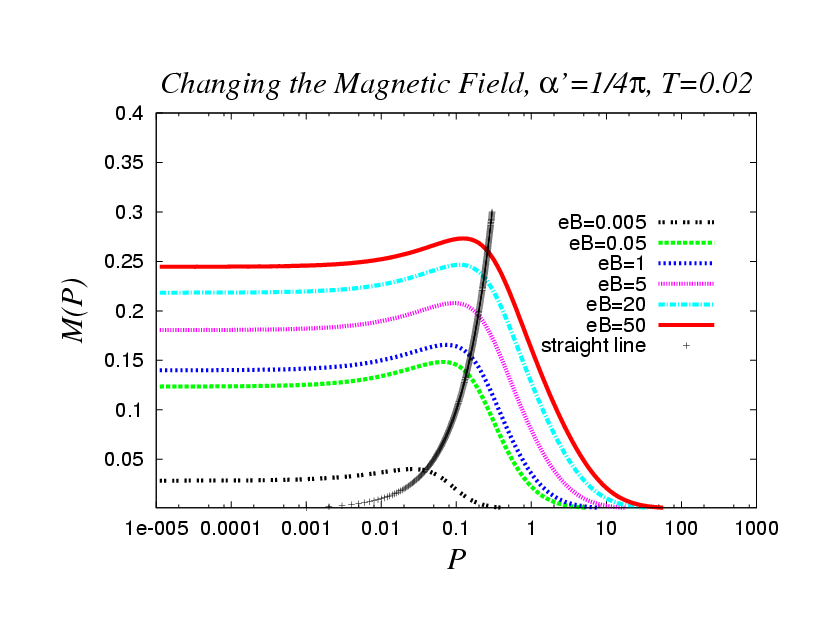 Changing the Magnetic Field, α’=1/4π, T=0.02
0.4
0.35
0.3
0.25
0.2
0.15
0.1
0.05
M(P)
eB=0.005
eB=0.05
eB=1
eB=5
eB=20
eB=50
straight line
1e-005 0.0001 0.001 0.01 0.1 1 10 100 1000
P